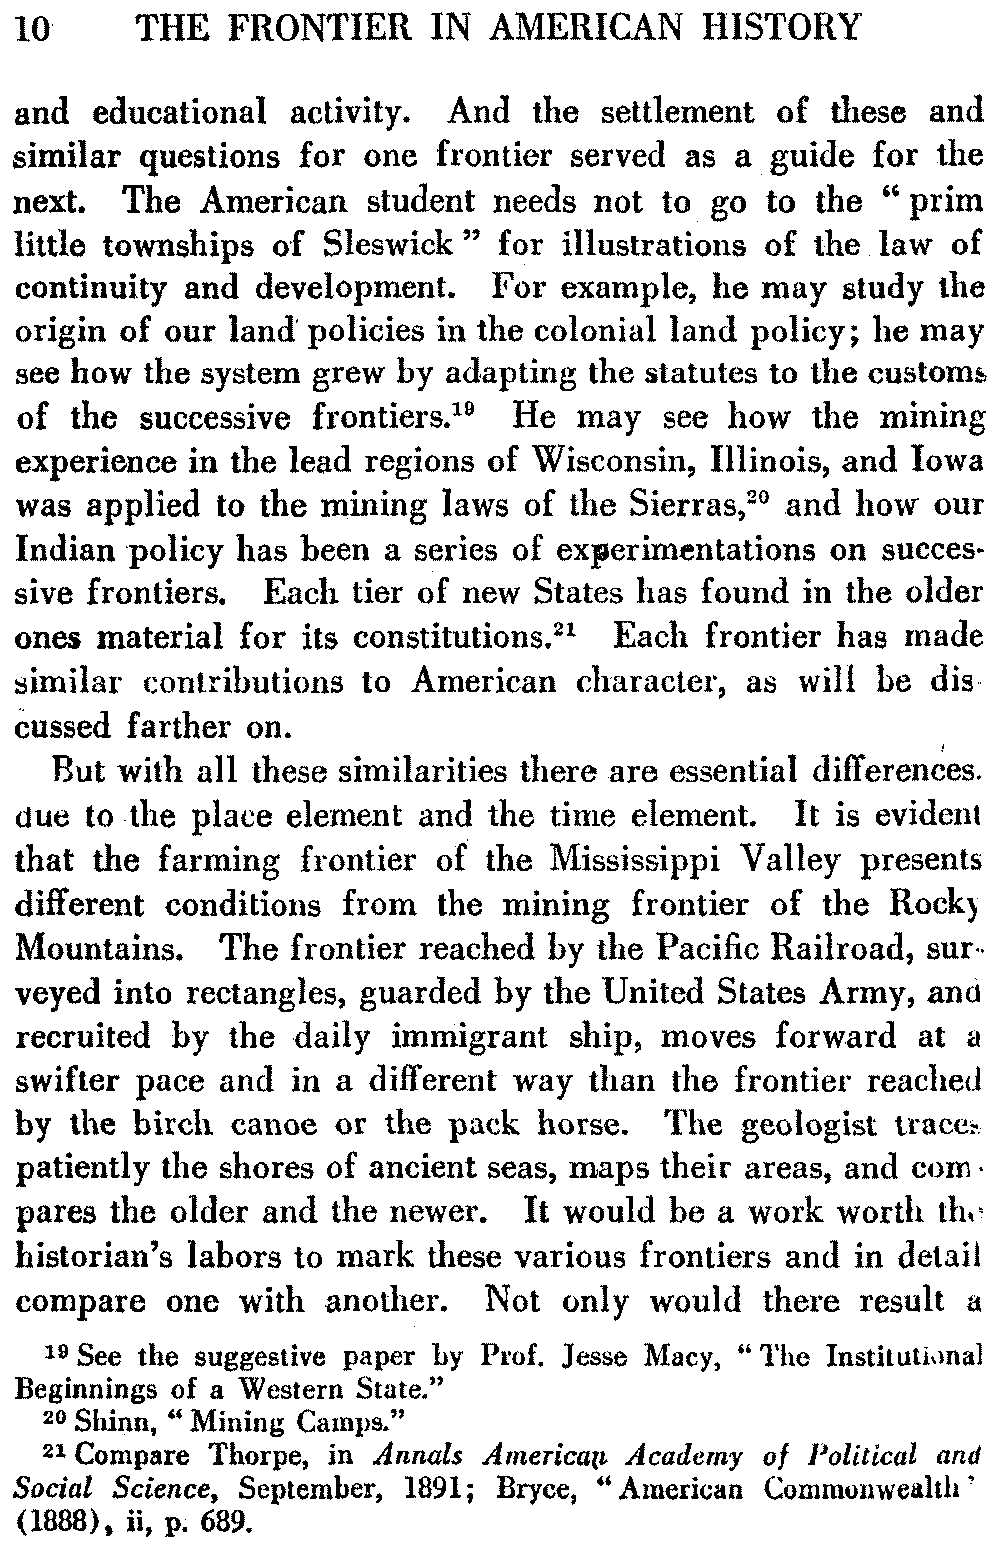 10 THE FRONTIER IN AMERICAN HISTORY
and educational activity. And the settlement of these and
similar questions for one frontier served as a guide for the
next. The American student needs not to go to the “ prim
little townships of Sleswick ” for illustrations of the law of
continuity and development. For example, he may study the
origin of our land policies in the colonial land policy; he may
see how the system grew by adapting the statutes to the customs
of the successive frontiers.¹⁹ He may see how the mining
experience in the lead regions of Wisconsin, Illinois, and Iowa
was applied to the mining laws of the Sierras,²⁰ and how our
Indian policy has been a series of experimentations on succes-
sive frontiers. Each tier of new States has found in the older
ones material for its constitutions.²¹ Each frontier has made
similar contributions to American character, as will be dis-
cussed farther on.
But with all these similarities there are essential differences.
due to the place element and the time element. It is evident
that the farming frontier of the Mississippi Valley presents
different conditions from the mining frontier of the Rocky
Mountains. The frontier reached by the Pacific Railroad, sur-
veyed into rectangles, guarded by the United States Army, and
recruited by the daily immigrant ship, moves forward at a
swifter pace and in a different way than the frontier reached
by the birch canoe or the pack horse. The geologist traces
patiently the shores of ancient seas, maps their areas, and com-
pares the older and the newer. It would be a work worth the
historian’s labors to mark these various frontiers and in detail
compare one with another. Not only would there result a
¹⁹ See the suggestive paper by Prof. Jesse Macy, “ The Institutional
Beginnings of a Western State.”
²⁰ Shinn, “ Mining Camps.”
²¹ Compare Thorpe, in Annals American Academy of Political and
Social Science, September, 1891; Bryce, “ American Commonwealth ’
(1888), ii, p. 689.